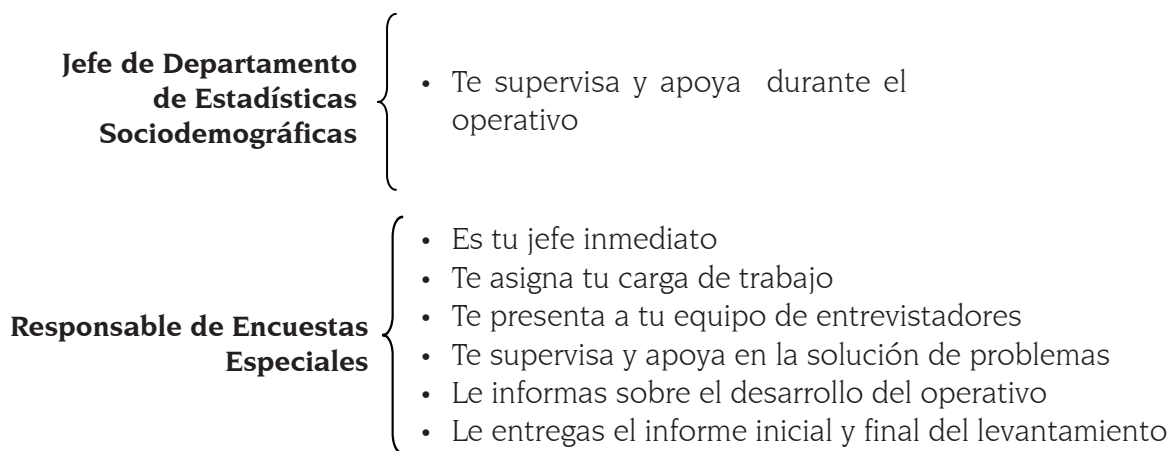 Jefe de Departamento
de Estadísticas
Sociodemográficas
• Te supervisa y apoya durante el
operativo
Responsable de Encuestas
Especiales
• Es tu jefe inmediato
• Te asigna tu carga de trabajo
• Te presenta a tu equipo de entrevistadores
• Te supervisa y apoya en la solución de problemas
• Le informas sobre el desarrollo del operativo
• Le entregas el informe inicial y final del levantamiento